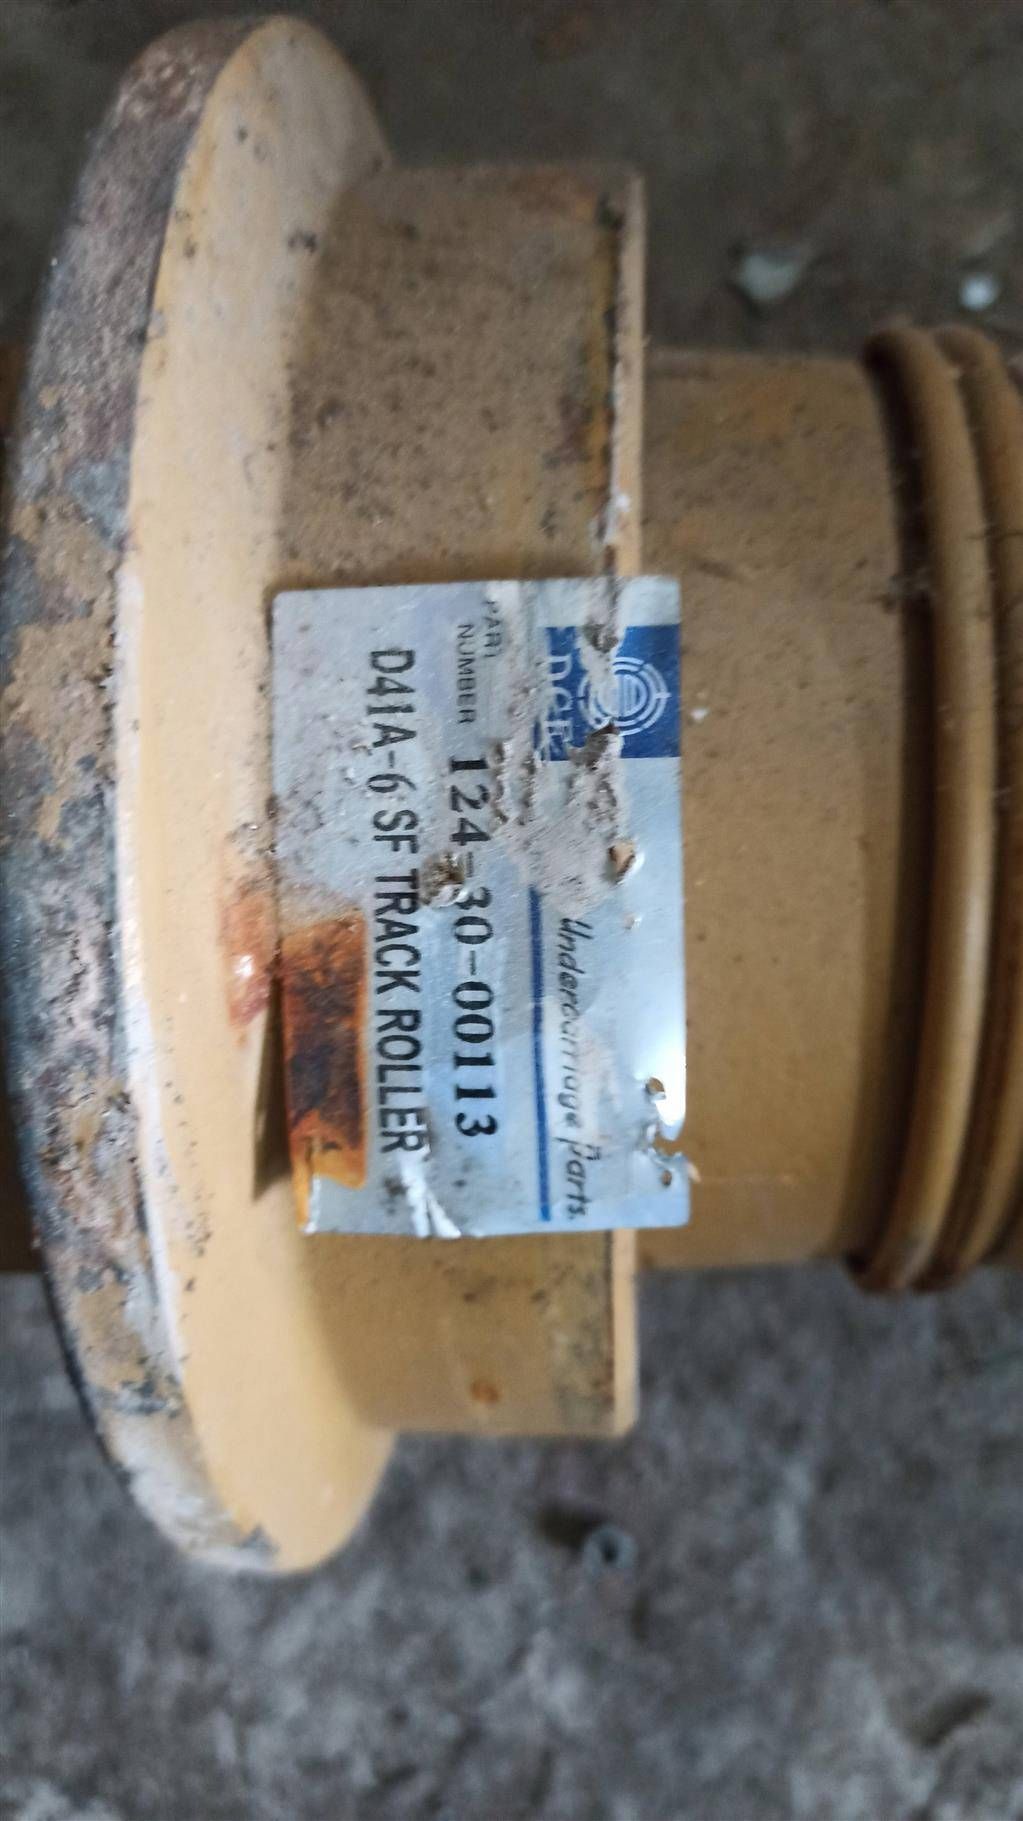 Undercarriage parts.
PART
NUMBER 124-30-00113
D41A-6 SF TRACK ROLLER